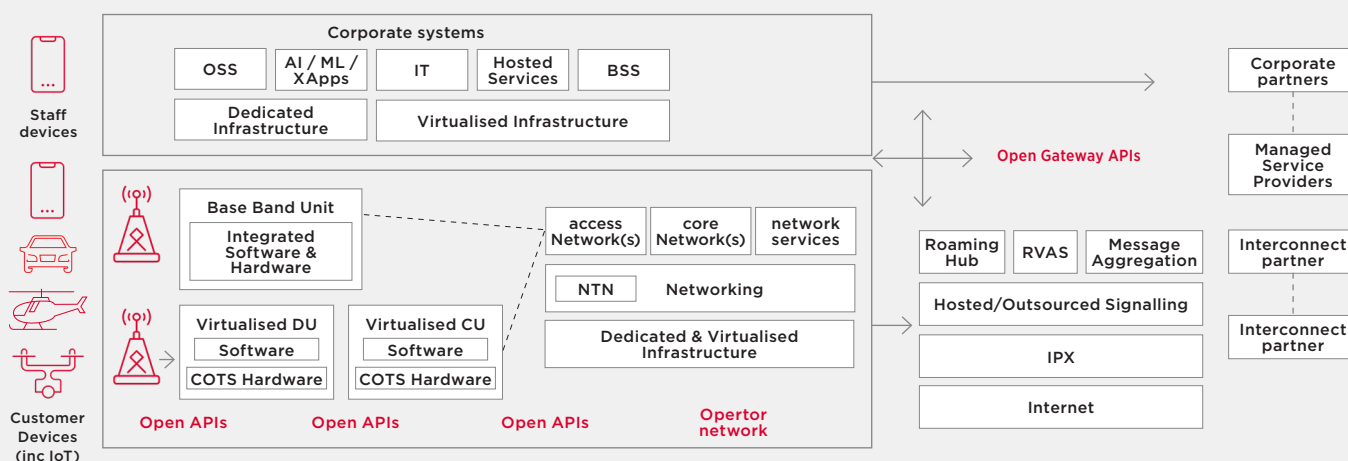 Corporate systems
OSS
AI / ML /
XApps
IT
Hosted
Services
BSS
Dedicated
Infrastructure
Virtualised Infrastructure
Staff
devices
Corporate
partners
Open Gateway APIs
Managed
Service
Providers
Base Band Unit
Integrated
Software &
Hardware
access
Network(s)
core
Network(s)
network
services
NTN
Networking
Dedicated & Virtualised
Infrastructure
Virtualised DU
Software
COTS Hardware
Virtualised CU
Software
COTS Hardware
Open APIs
Open APIs
Open APIs
Opertor
network
Roaming
Hub
RVAS
Message
Aggregation
Hosted/Outsourced Signalling
IPX
Internet
Interconnect
partner
Interconnect
partner
Customer
Devices
(inc IoT)